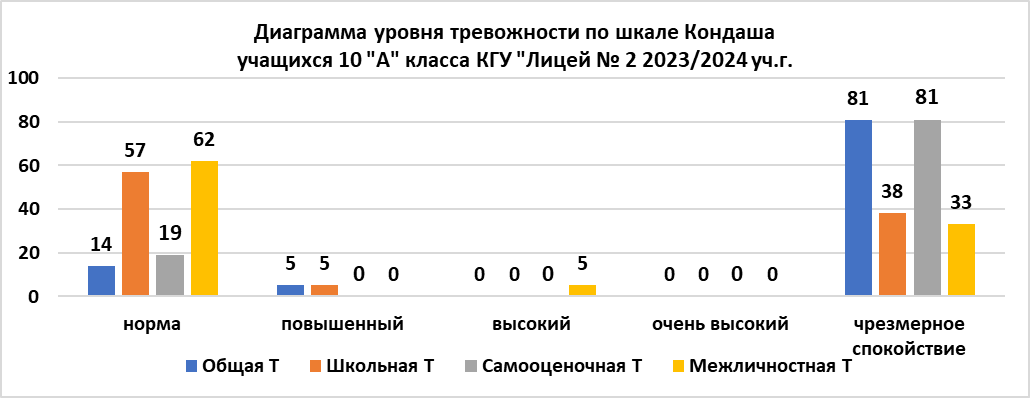 Диаграмма уровня тревожности по шкале Кондаша
учащихся 10 "А" класса КГУ "Лицей № 2 2023/2024 уч.г.
100
80
60
40
20
0
14
57
19
62
5
5
0
0
0
0
0
5
0
0
0
0
81
38
81
33
норма
повышенный
высокий
очень высокий
чрезмерное
спокойствие
Общая Т
Школьная Т
Самооценочная Т
Межличностная Т